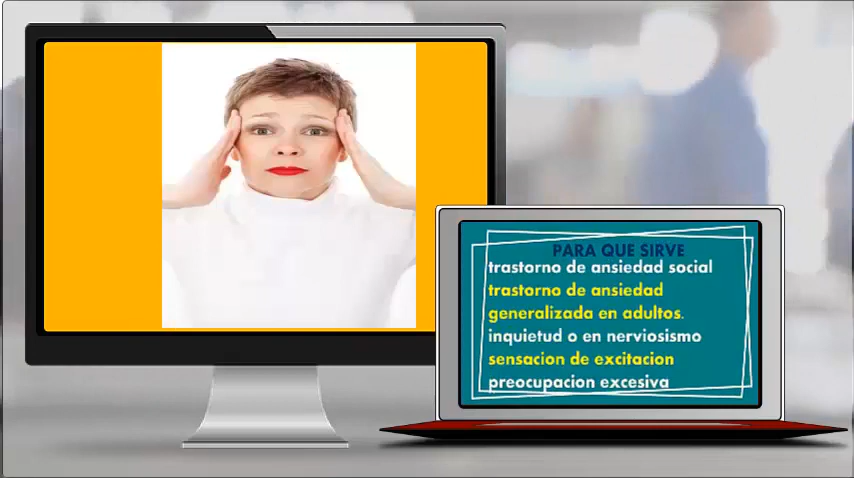 PARA QUE SIRVE
trastorno de ansiedad social
trastorno de ansiedad
generalizada en adultos.
inquietud o en nerviosismo
sensacion de excitacion
preocupacion excesiva